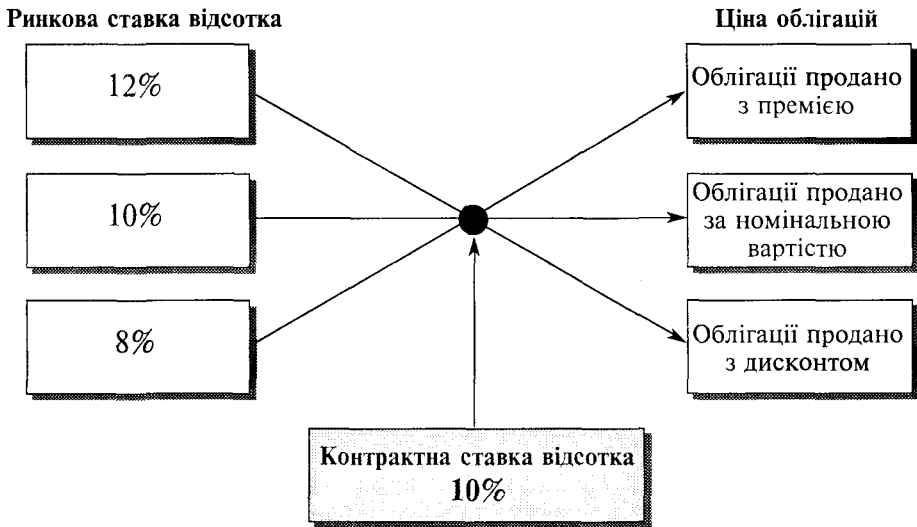 Ринкова ставка відсотка
12%
10%
8%
Ціна облігацій
Облігації продано
з премією
Облігації продано
за номінальною
вартістю
Облігації продано
з дисконтом
Контрактна ставка відсотка
10%